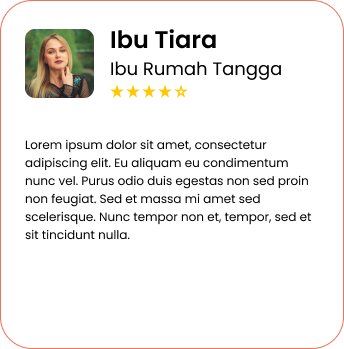 Ibu Tiara
Ibu Rumah Tangga
Lorem ipsum dolor sit amet, consectetur
adipiscing elit. Eu aliquam eu condimentum
nunc vel. Purus odio duis egestas non sed proin
non feugiat. Sed et massa mi amet sed
scelerisque. Nunc tempor non et, tempor, sed et
sit tincidunt nulla.